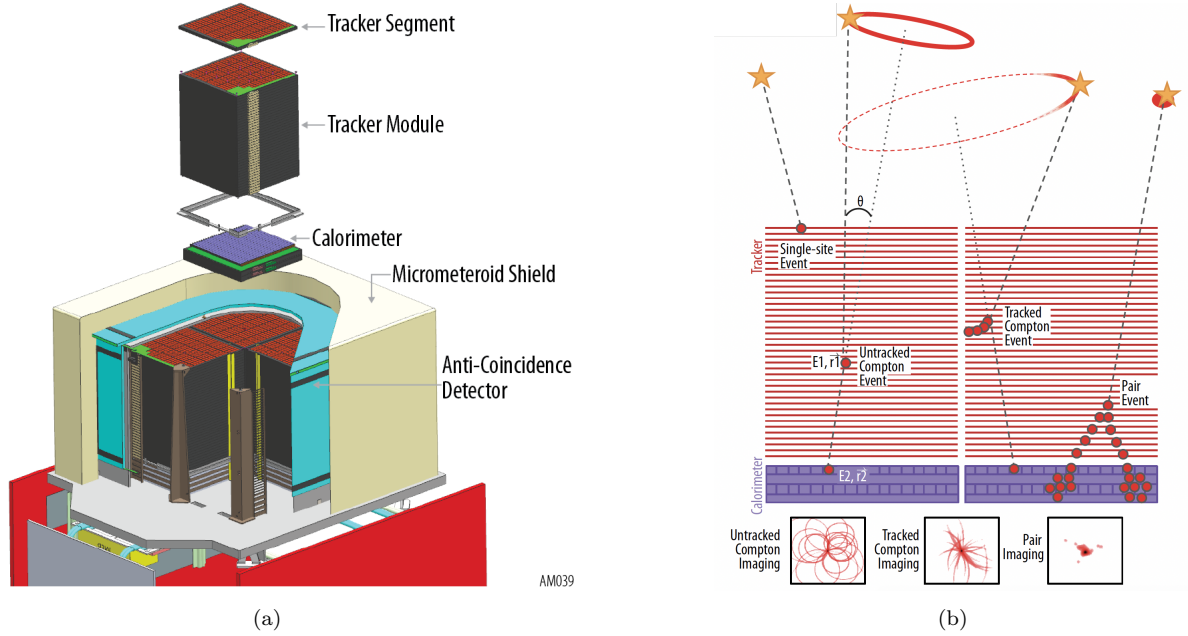 Tracker Segment
Tracker Module
Calorimeter
Micrometeroid Shield
Anti-Coincidence
Detector
AM039
(a)
θ
Tracker
Single-site
Event
Tracked
Compton
Event
E1, r1
Untracked
Compton
Event
Pair
Event
Calorimeter
E2, r2
Untracked
Compton
Imaging
Tracked
Compton
Imaging
Pair
Imaging
(b)